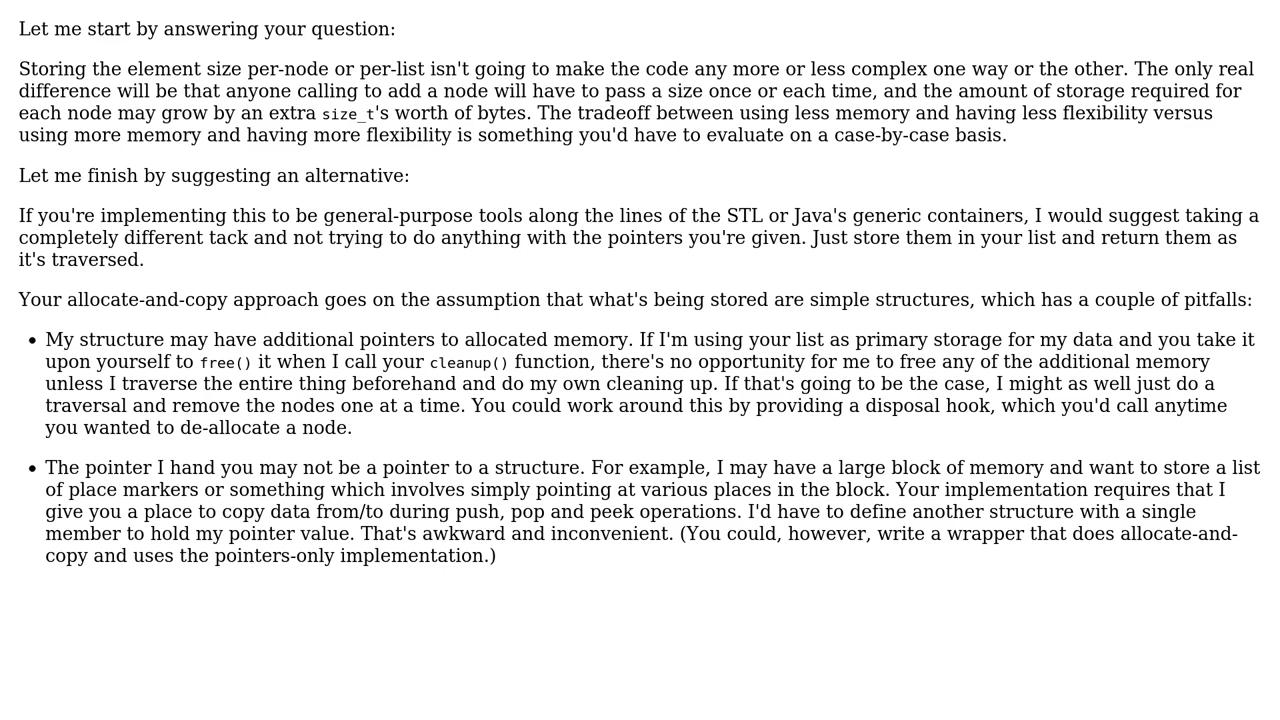 Let me start by answering your question:
Storing the element size per-node or per-list isn't going to make the code any more or less complex one way or the other. The only real
difference will be that anyone calling to add a node will have to pass a size once or each time, and the amount of storage required for
each node may grow by an extra size_t's worth of bytes. The tradeoff between using less memory and having less flexibility versus
using more memory and having more flexibility is something you'd have to evaluate on a case-by-case basis.
Let me finish by suggesting an alternative:
If you're implementing this to be general-purpose tools along the lines of the STL or Java's generic containers, I would suggest taking a
completely different tack and not trying to do anything with the pointers you're given. Just store them in your list and return them as
it's traversed.
Your allocate-and-copy approach goes on the assumption that what's being stored are simple structures, which has a couple of pitfalls:
• My structure may have additional pointers to allocated memory. If I'm using your list as primary storage for my data and you take it
upon yourself to free() it when I call your cleanup() function, there's no opportunity for me to free any of the additional memory
unless I traverse the entire thing beforehand and do my own cleaning up. If that's going to be the case, I might as well just do a
traversal and remove the nodes one at a time. You could work around this by providing a disposal hook, which you'd call anytime
you wanted to de-allocate a node.
• The pointer I hand you may not be a pointer to a structure. For example, I may have a large block of memory and want to store a list
of place markers or something which involves simply pointing at various places in the block. Your implementation requires that I
give you a place to copy data from/to during push, pop and peek operations. I'd have to define another structure with a single
member to hold my pointer value. That's awkward and inconvenient. (You could, however, write a wrapper that does allocate-and-
copy and uses the pointers-only implementation.)